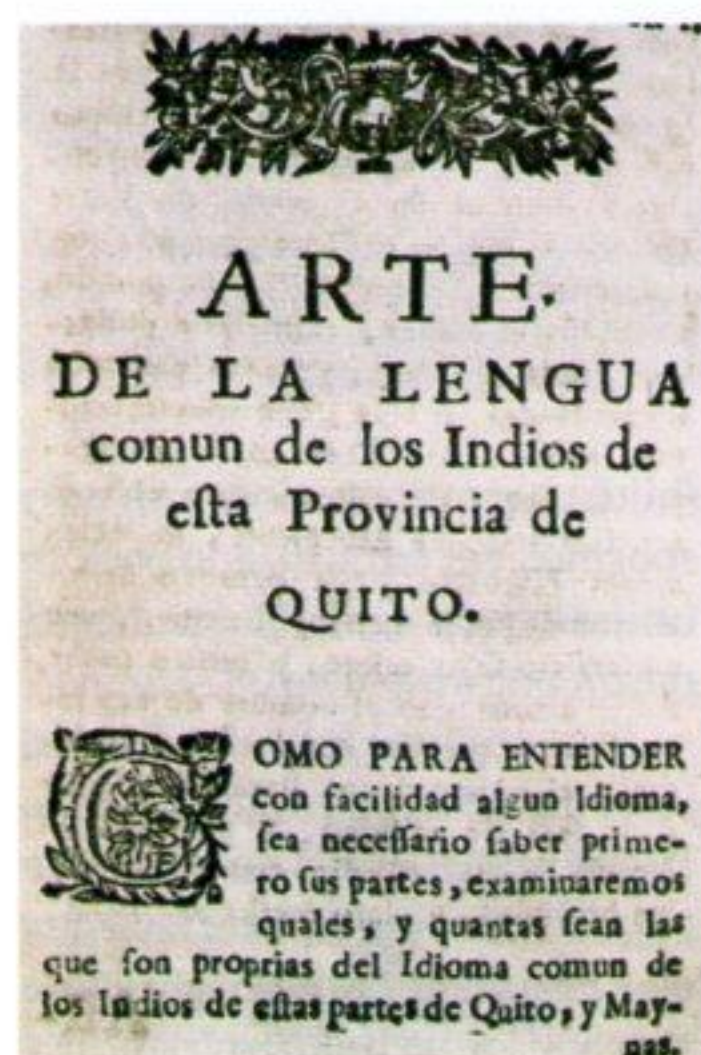 ARTE.
DE LA LENGUA
comun de los Indios de
eſta Provincia de
QUITO.
COMO PARA ENTENDER
con facilidad algun Idioma,
ſea neceſſario ſaber prime-
ro ſus partes, examinaremos
quales, y quantas ſean las
que ſon proprias del Idioma comun de
los Indios de eſtas partes de Quito, y May-
nas.